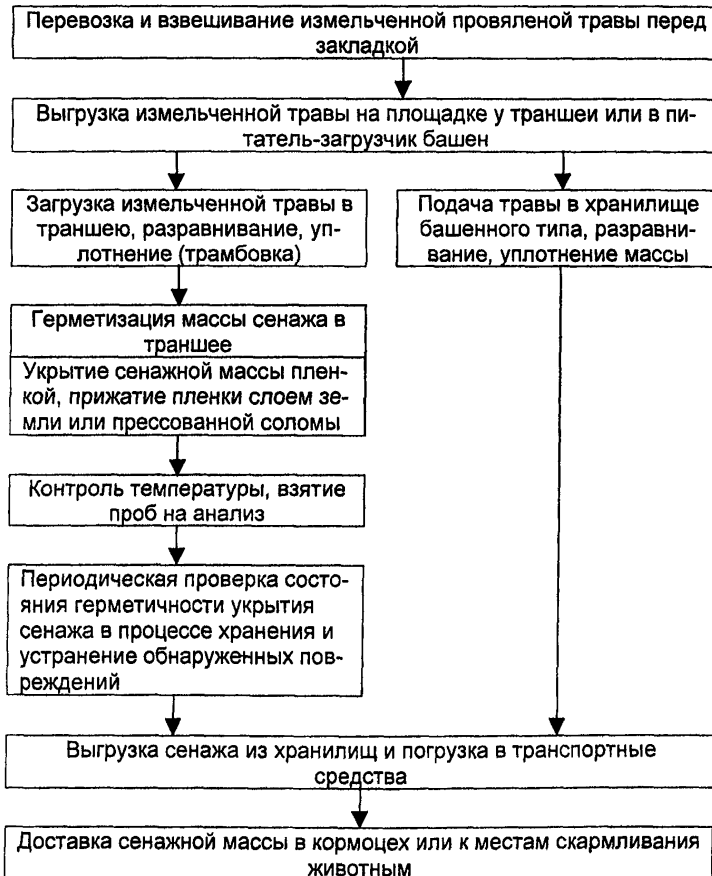 Перевозка и взвешивание измельченной провяленой травы перед
закладкой
Выгрузка измельченной травы на площадке у траншеи или в пи-
татель-загрузчик башен
Загрузка измельченной травы в
траншею, разравнивание, уп-
лотнение (трамбовка)
Подача травы в хранилище
башенного типа, разравни-
вание, уплотнение массы
Герметизация массы сенажа в
траншее
Укрытие сенажной массы плен-
кой, прижатие пленки слоем зе-
мли или прессованной соломы
Контроль температуры, взятие
проб на анализ
Периодическая проверка состо-
яния герметичности укрытия
сенажа в процессе хранения и
устранение обнаруженных пов-
реждений
Выгрузка сенажа из хранилищ и погрузка в транспортные
средства
Доставка сенажной массы в кормоцех или к местам скармливания
животным